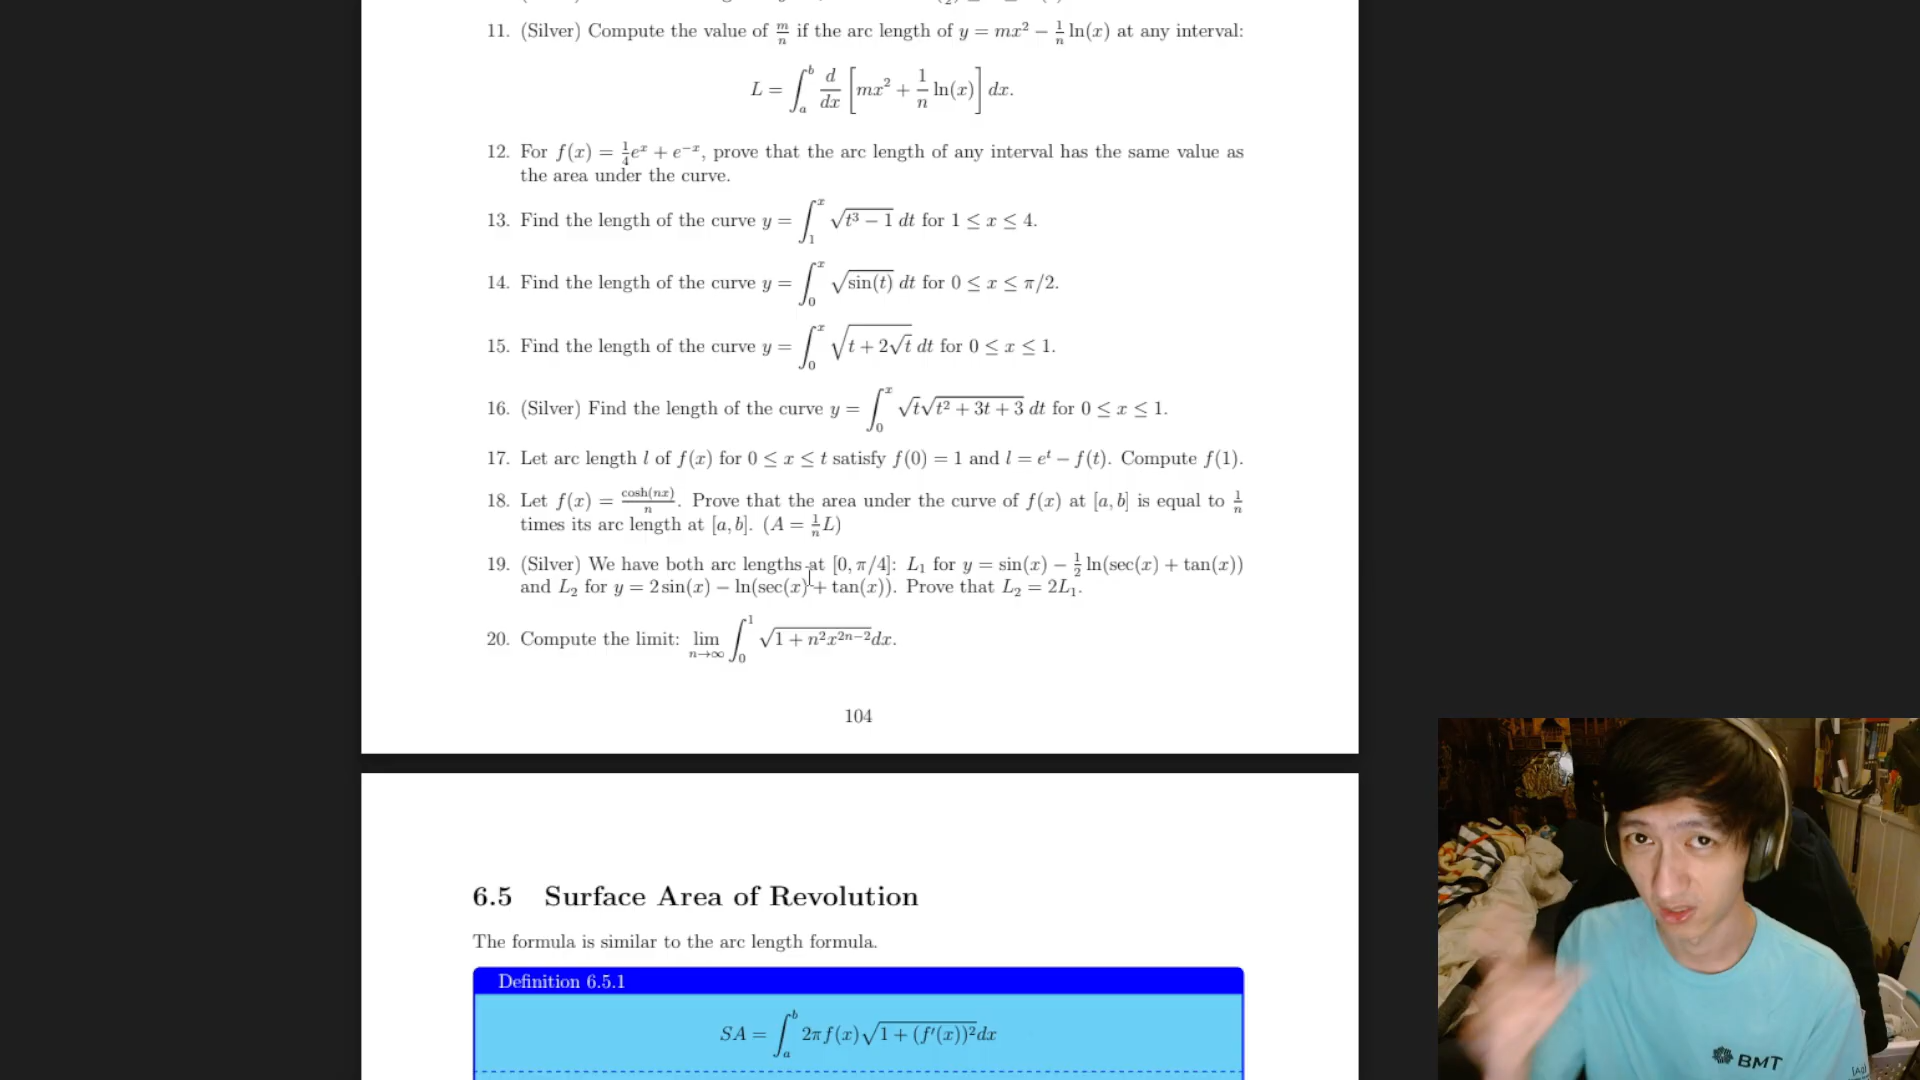 11. (Silver) Compute the value of m/n if the arc length of y = mx² − 1/n ln(x) at any interval:
L = ∫_a^b d/dx [mx² + 1/n ln(x)] dx.
12. For f(x) = 1/4 e^x + e^−x, prove that the arc length of any interval has the same value as
the area under the curve.
13. Find the length of the curve y = ∫_1^x √(t³ − 1) dt for 1 ≤ x ≤ 4.
14. Find the length of the curve y = ∫_0^x √(sin(t)) dt for 0 ≤ x ≤ π/2.
15. Find the length of the curve y = ∫_0^x √(t + 2√t) dt for 0 ≤ x ≤ 1.
16. (Silver) Find the length of the curve y = ∫_0^x √t√(t² + 3t + 3) dt for 0 ≤ x ≤ 1.
17. Let arc length l of f(x) for 0 ≤ x ≤ t satisfy f(0) = 1 and l = e^t − f(t). Compute f(1).
18. Let f(x) = cosh(nx)/n. Prove that the area under the curve of f(x) at [a, b] is equal to 1/n
times its arc length at [a, b]. (A = 1/n L)
19. (Silver) We have both arc lengths at [0, π/4]: L₁ for y = sin(x) − 1/2 ln(sec(x) + tan(x))
and L₂ for y = 2 sin(x) − ln(sec(x) + tan(x)). Prove that L₂ = 2L₁.
20. Compute the limit: lim_{n→∞} ∫_0^1 √(1 + n²x^{2n−2}) dx.
104
6.5 Surface Area of Revolution
The formula is similar to the arc length formula.
Definition 6.5.1
SA = ∫_a^b 2πf(x)√(1 + (f′(x))²)dx
BMT